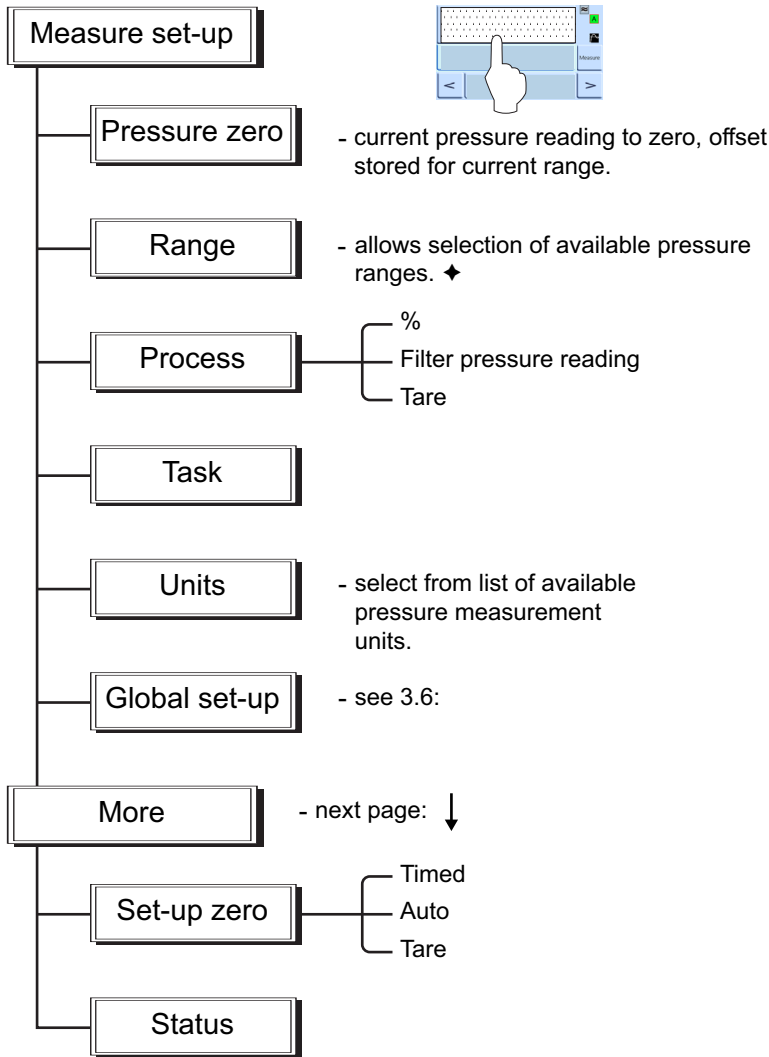 Measure set-up
A
Measure
<
>
Pressure zero
- current pressure reading to zero, offset
stored for current range.
Range
- allows selection of available pressure
ranges. ✦
Process
%
Filter pressure reading
Tare
Task
Units
- select from list of available
pressure measurement
units.
Global set-up
- see 3.6:
More
- next page: ↓
Set-up zero
Timed
Auto
Tare
Status